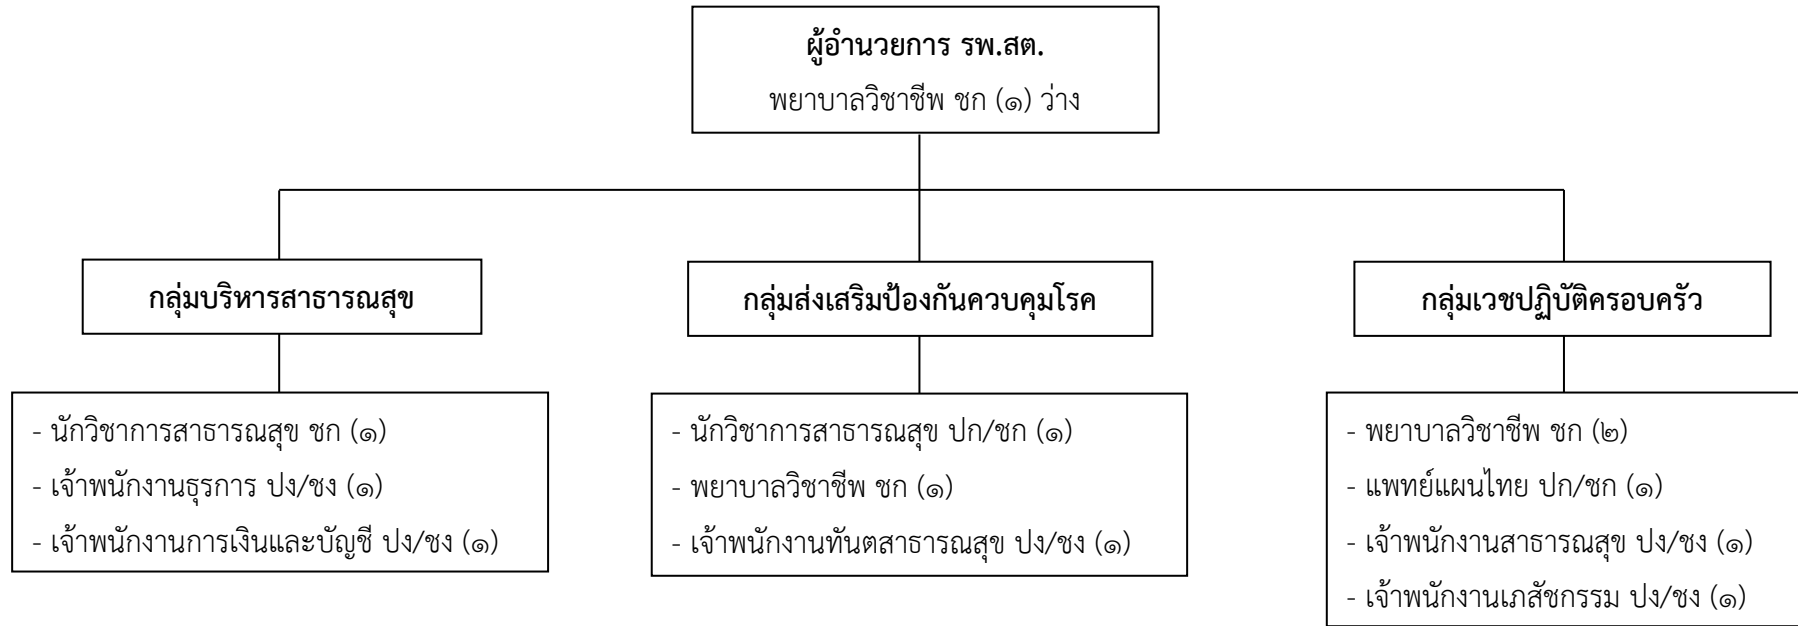 ผู้อำนวยการ รพ.สต.
พยาบาลวิชาชีพ ชก (๑) ว่าง
กลุ่มบริหารสาธารณสุข
- นักวิชาการสาธารณสุข ชก (๑)
- เจ้าพนักงานธุรการ ปง/ชง (๑)
- เจ้าพนักงานการเงินและบัญชี ปง/ชง (๑)
กลุ่มส่งเสริมป้องกันควบคุมโรค
- นักวิชาการสาธารณสุข ปก/ชก (๑)
- พยาบาลวิชาชีพ ชก (๑)
- เจ้าพนักงานทันตสาธารณสุข ปง/ชง (๑)
กลุ่มเวชปฏิบัติครอบครัว
- พยาบาลวิชาชีพ ชก (๒)
- แพทย์แผนไทย ปก/ชก (๑)
- เจ้าพนักงานสาธารณสุข ปง/ชง (๑)
- เจ้าพนักงานเภสัชกรรม ปง/ชง (๑)